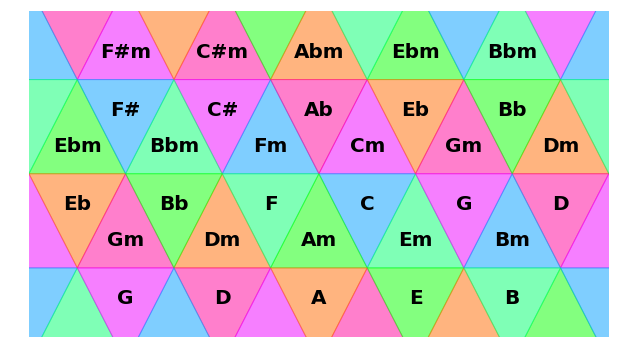 F#m C#m Abm Ebm Bbm
F# C# Ab Eb Bb
Ebm Bbm Fm Cm Gm Dm
Eb Bb F C G D
Gm Dm Am Em Bm
G D A E B